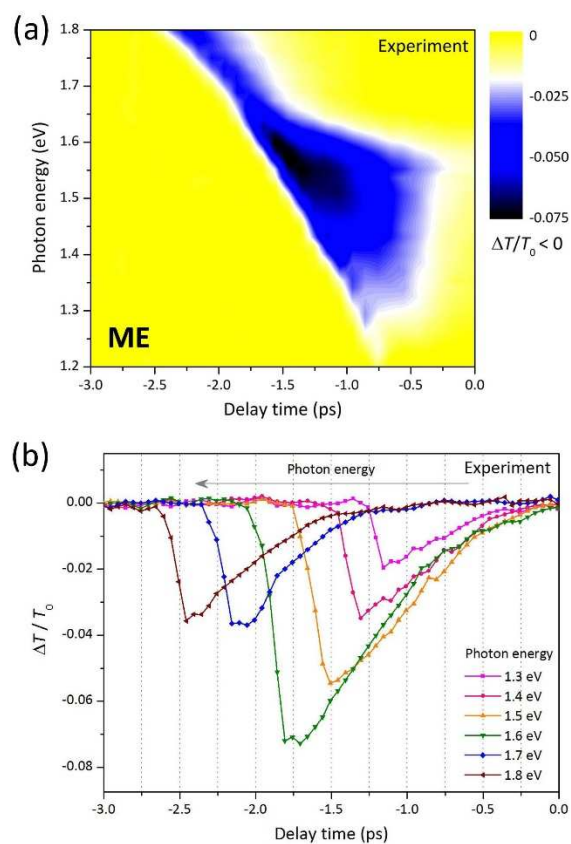 (a)
Experiment
ME
Photon energy (eV)
1.8
1.7
1.6
1.5
1.4
1.3
1.2
-3.0 -2.5 -2.0 -1.5 -1.0 -0.5 0.0
Delay time (ps)
0
-0.025
-0.050
-0.075
ΔT/T0 < 0
(b)
Photon energy
Experiment
ΔT / T0
0.00
-0.02
-0.04
-0.06
-0.08
Photon energy
1.3 eV
1.4 eV
1.5 eV
1.6 eV
1.7 eV
1.8 eV
-3.0 -2.5 -2.0 -1.5 -1.0 -0.5 0.0
Delay time (ps)